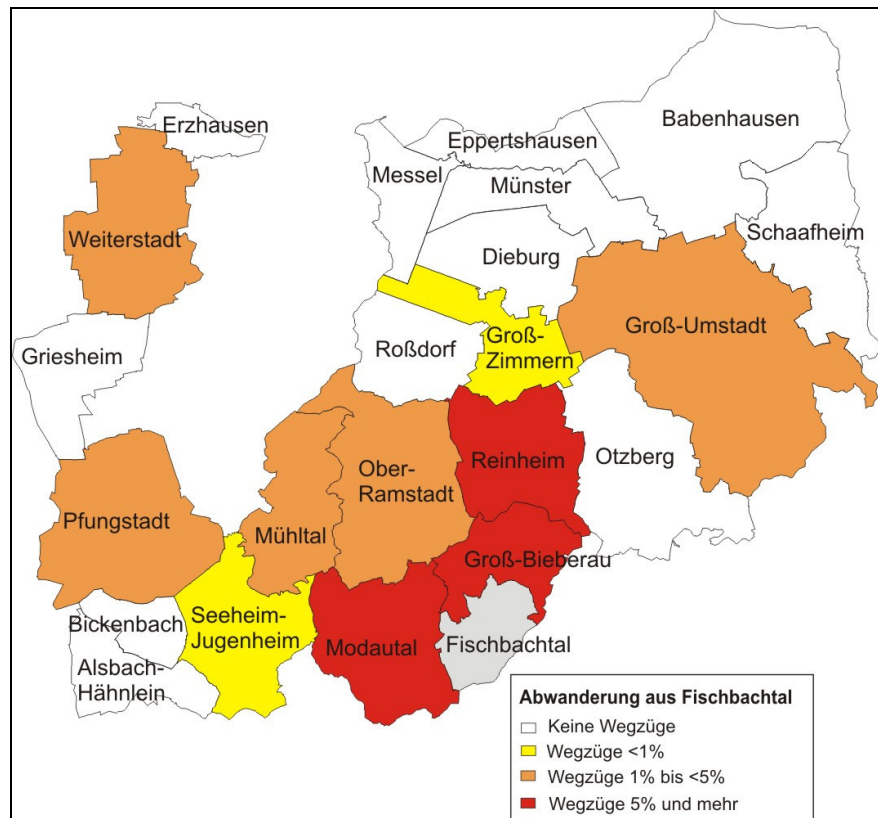 Babenhausen
Erzhausen
Eppertshausen
Messel
Münster
Schaafheim
Weiterstadt
Dieburg
Groß-Umstadt
Griesheim
Roßdorf
Groß-
Zimmern
Reinheim
Otzberg
Ober-
Ramstadt
Pfungstadt
Mühltal
Groß-Bieberau
Bickenbach
Seeheim-
Jugenheim
Modautal
Fischbachtal
Alsbach-
Hähnlein
Abwanderung aus Fischbachtal
Keine Wegzüge
Wegzüge <1%
Wegzüge 1% bis <5%
Wegzüge 5% und mehr